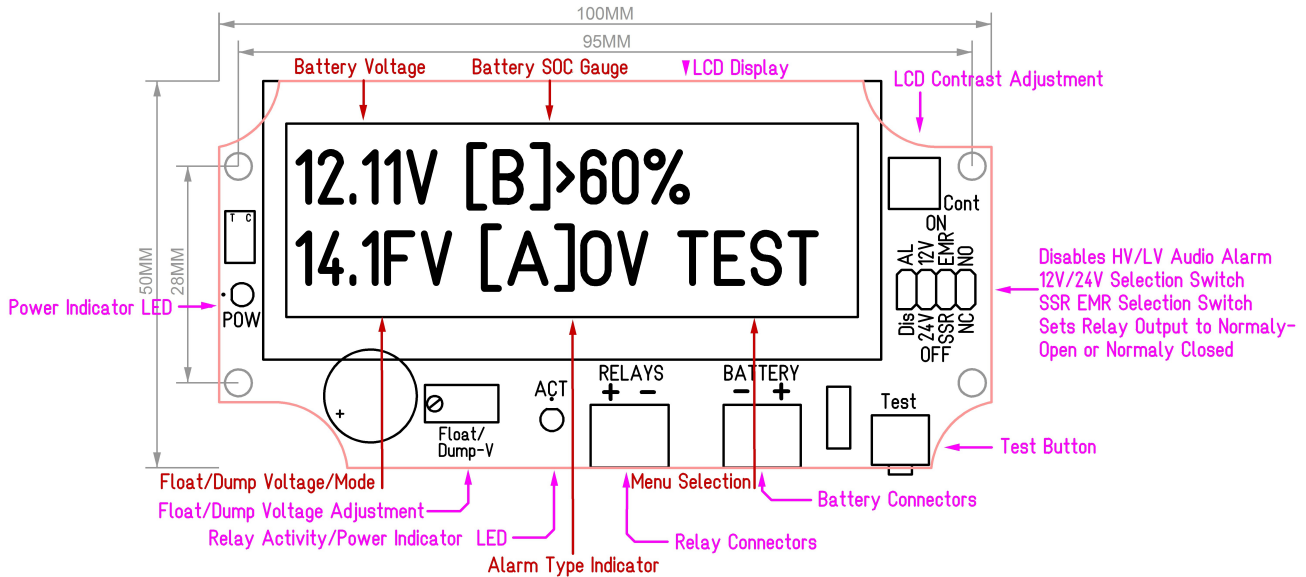 100MM
95MM
Battery Voltage
Battery SOC Gauge
LCD Display
LCD Contrast Adjustment
12.11V [B]>60%
14.1FV [A]0V TEST
50MM
28MM
T C
Power Indicator LED
POW
Cont
ON
AL 12V EMR NO
Dis 24V SSR NC
OFF
Disables HV/LV Audio Alarm
12V/24V Selection Switch
SSR EMR Selection Switch
Sets Relay Output to Normaly-
Open or Normaly Closed
+
Float/
Dump-V
ACT
RELAYS
+ -
BATTERY
- +
Test
Test Button
Float/Dump Voltage/Mode
Menu Selection
Float/Dump Voltage Adjustment
Battery Connectors
Relay Activity/Power Indicator LED
Relay Connectors
Alarm Type Indicator